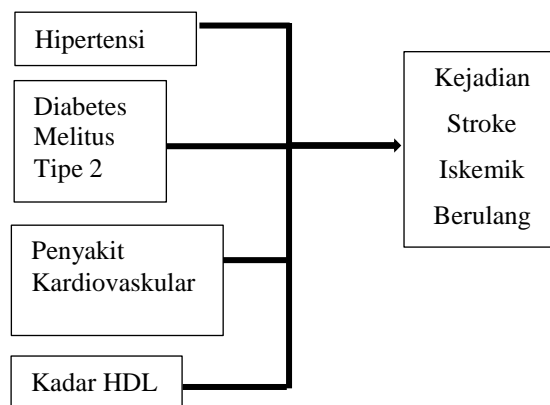 Hipertensi
Diabetes
Melitus
Tipe 2
Penyakit
Kardiovaskular
Kadar HDL
Kejadian
Stroke
Iskemik
Berulang